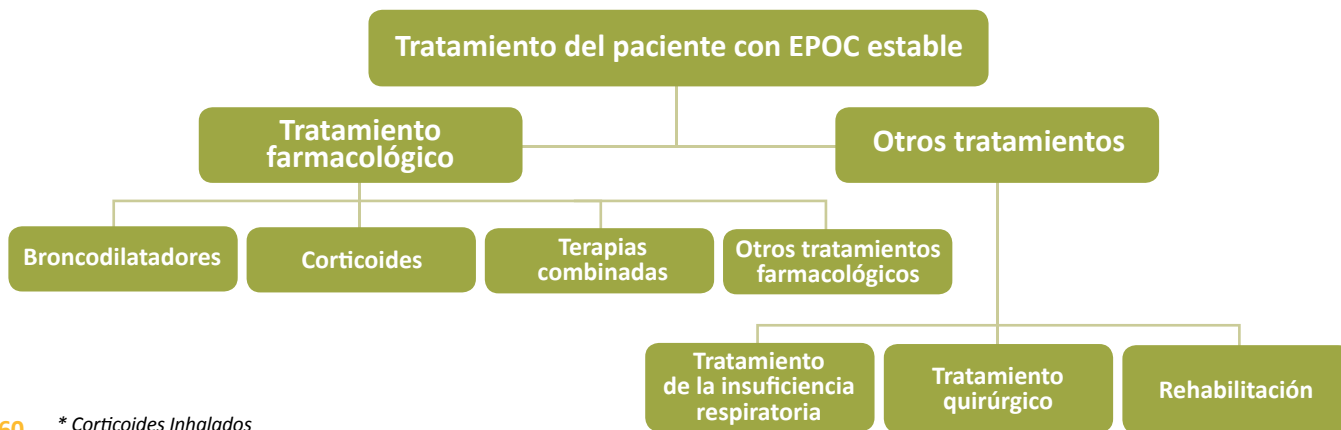 Tratamiento del paciente con EPOC estable
Tratamiento
farmacológico
Otros tratamientos
Broncodilatadores
Corticoides
Terapias
combinadas
Otros tratamientos
farmacológicos
Tratamiento
de la insuficiencia
respiratoria
Tratamiento
quirúrgico
Rehabilitación
* Corticoides Inhalados